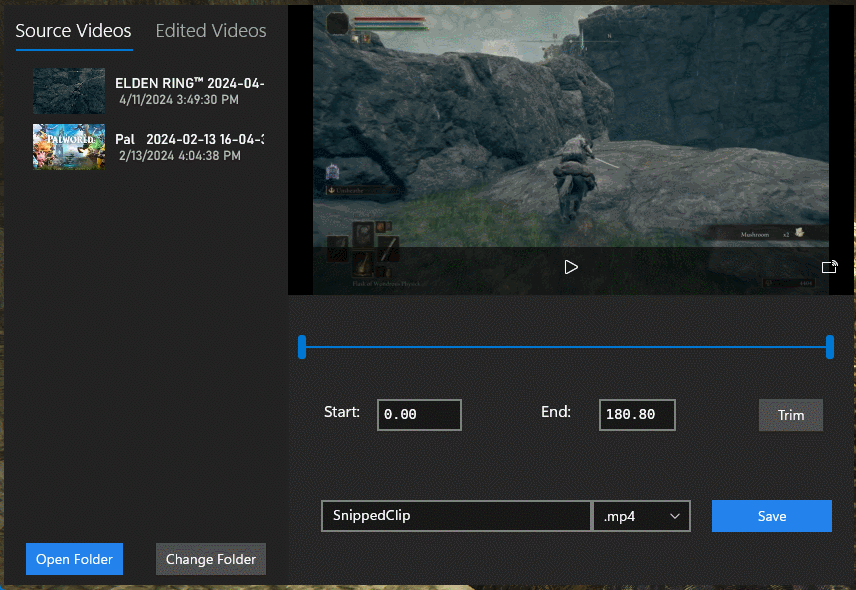 Source Videos Edited Videos
ELDEN RING™ 2024-04-
4/11/2024 3:49:30 PM
PALWORLD
Pal 2024-02-13 16-04-3
2/13/2024 4:04:38 PM
Mushroom x2
Start: 0.00 End: 180.80 Trim
SnippedClip .mp4 Save
Open Folder Change Folder